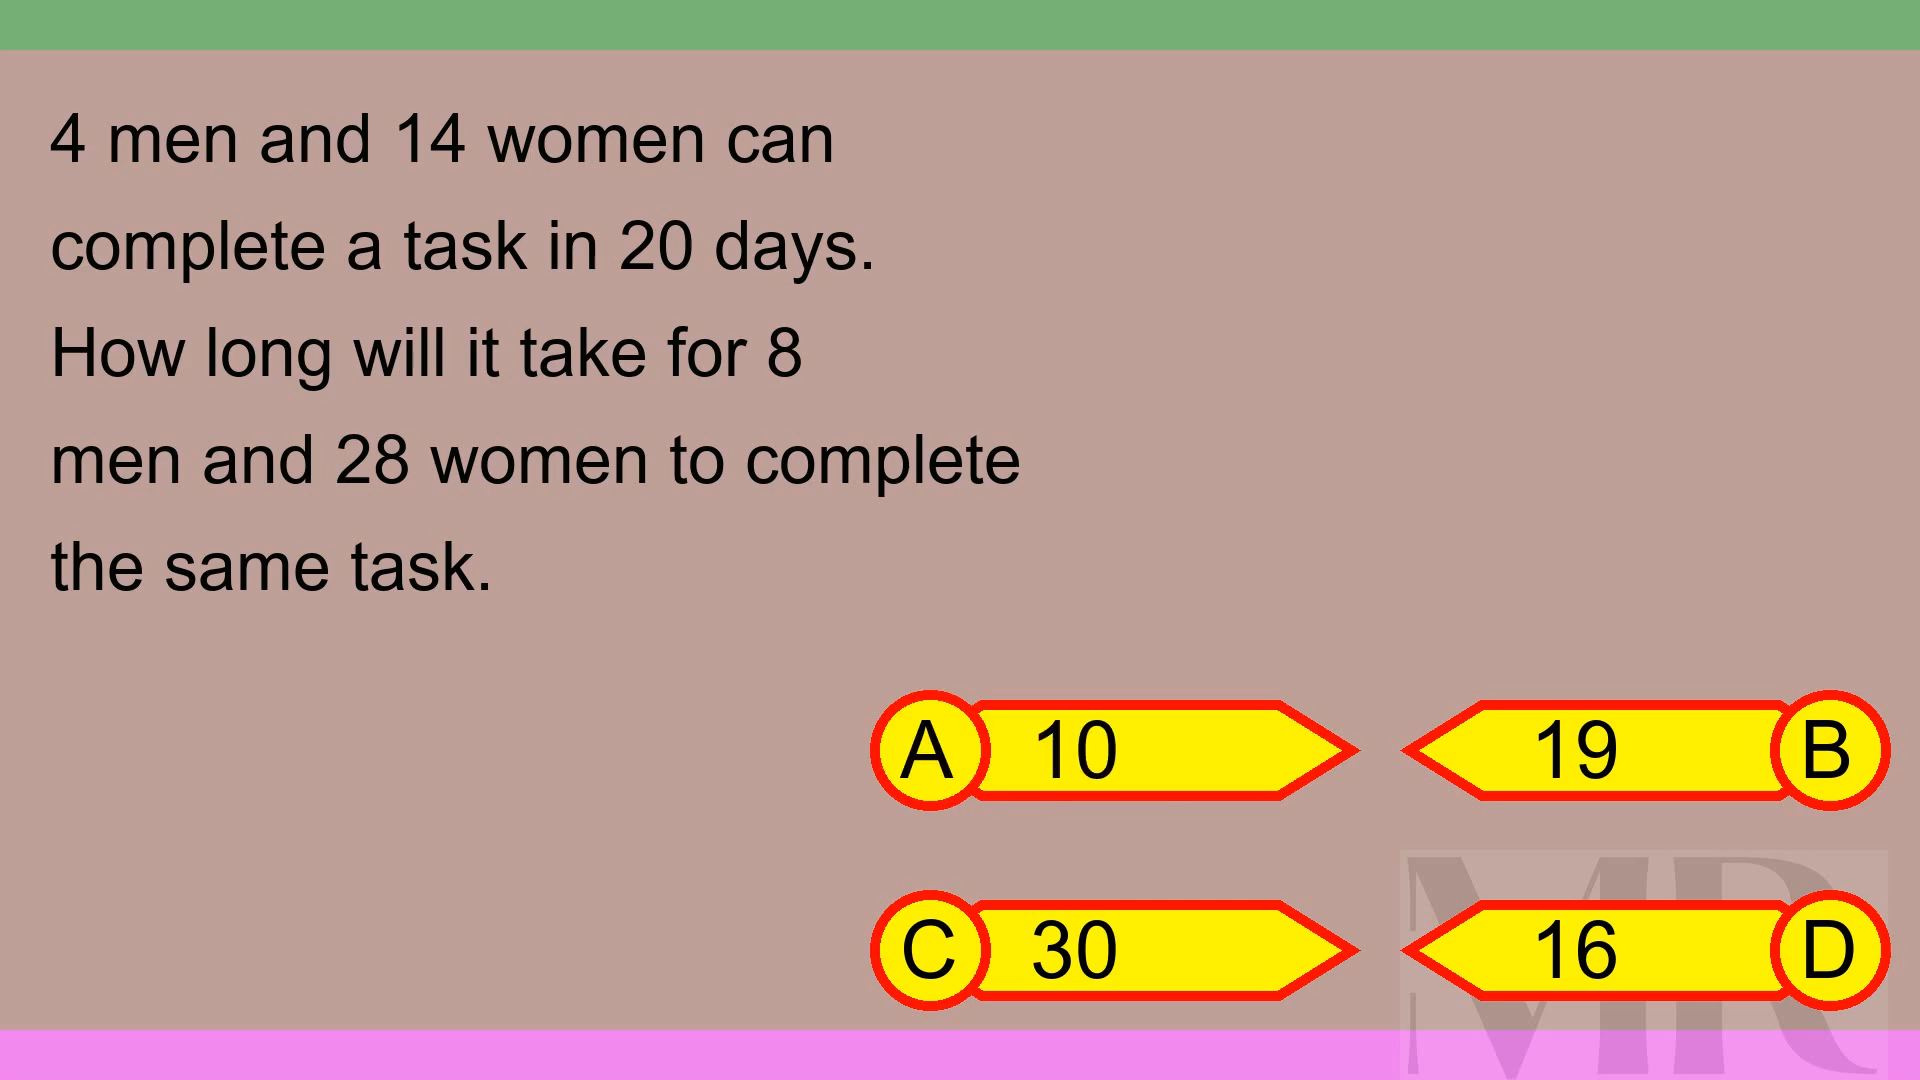 4 men and 14 women can
complete a task in 20 days.
How long will it take for 8
men and 28 women to complete
the same task.
A 10
19 B
C 30
16 D
MR